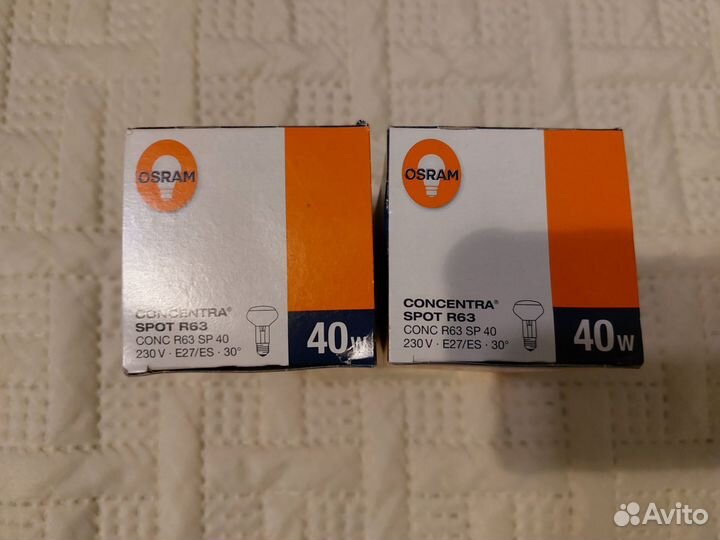 OSRAM
CONCENTRA®
SPOT R63
CONC R63 SP 40
230 V · E27/ES · 30°
40 W
OSRAM
CONCENTRA®
SPOT R63
CONC R63 SP 40
230 V · E27/ES · 30°
40 W
Avito